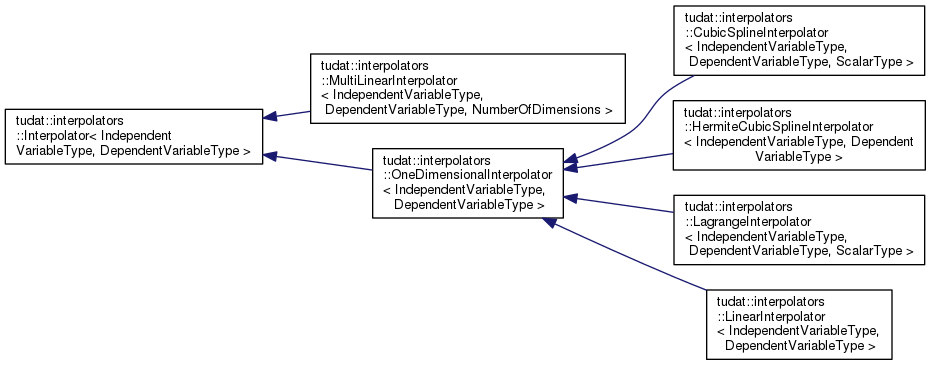 tudat::interpolators
::Interpolator< Independent
VariableType, DependentVariableType >
tudat::interpolators
::MultiLinearInterpolator
< IndependentVariableType,
DependentVariableType, NumberOfDimensions >
tudat::interpolators
::OneDimensionalInterpolator
< IndependentVariableType,
DependentVariableType >
tudat::interpolators
::CubicSplineInterpolator
< IndependentVariableType,
DependentVariableType, ScalarType >
tudat::interpolators
::HermiteCubicSplineInterpolator
< IndependentVariableType, Dependent
VariableType >
tudat::interpolators
::LagrangeInterpolator
< IndependentVariableType,
DependentVariableType, ScalarType >
tudat::interpolators
::LinearInterpolator
< IndependentVariableType,
DependentVariableType >